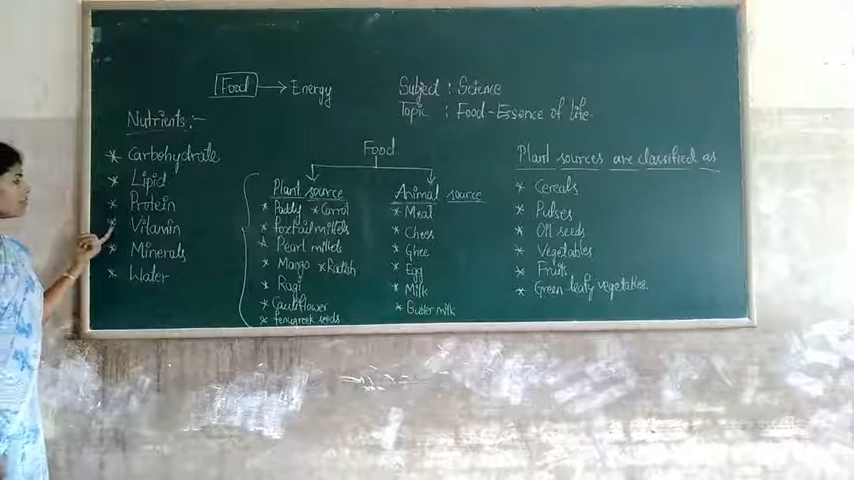 Food → Energy
Subject : Science
Topic : Food-Essence of life.
Nutrients :-
* Carbohydrate
* Lipid
* Protein
* Vitamin
* Minerals
* Water
Food
Plant source
* Paddy * Carrot
* foxtail millets
* Pearl millets
* Mango * Radish
* Ragi
* Cauliflower
* fenugreek seeds
Animal source
* Meat
* Chees
* Ghee
* Egg
* Milk
* Butter milk
Plant sources are classified as
* Cereals
* Pulses
* Oil seeds
* Vegetables
* Fruits
* Green leafy vegetables.